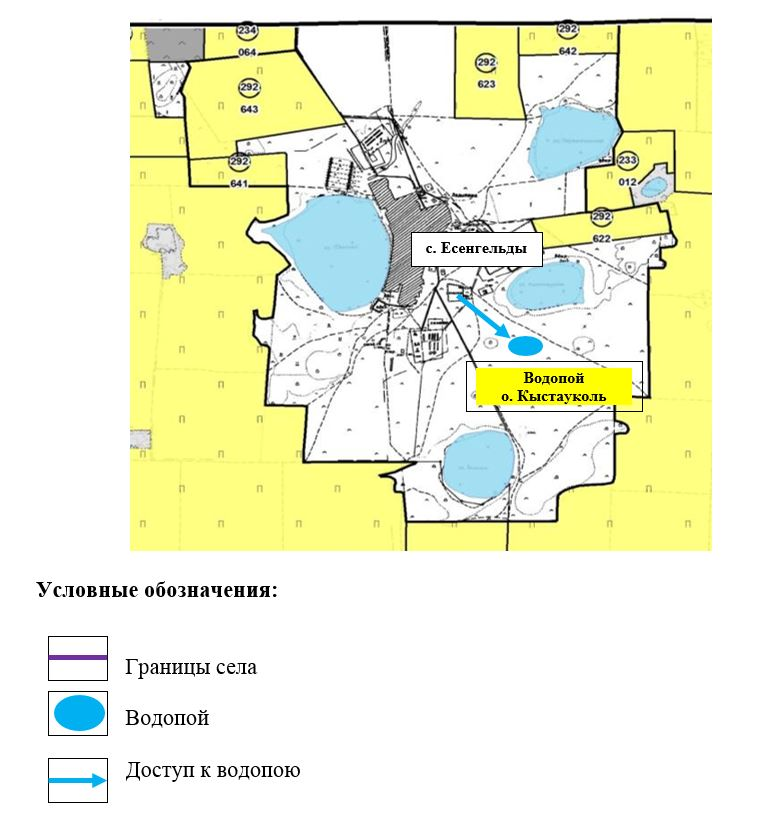 234
064
292
642
292
643
292
623
292
641
233
012
292
622
с. Есенгельды
Водопой
о. Кыстауколь
Условные обозначения:
Границы села
Водопой
Доступ к водопою